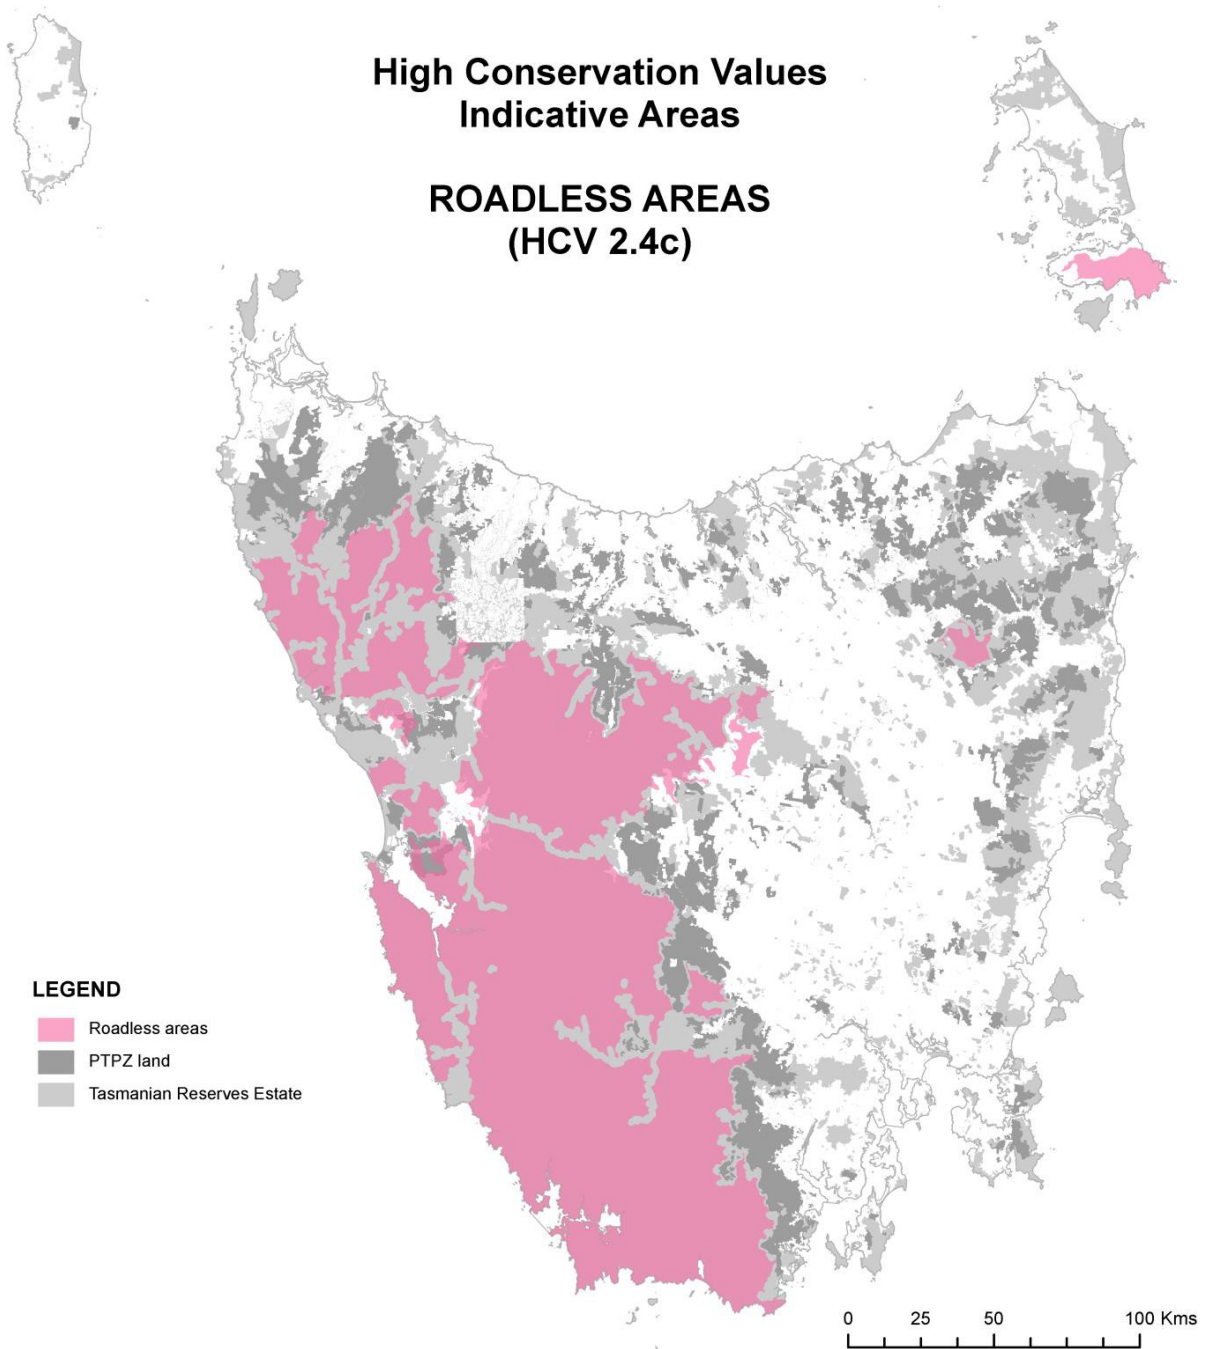 High Conservation Values
Indicative Areas
ROADLESS AREAS
(HCV 2.4c)
LEGEND
Roadless areas
PTPZ land
Tasmanian Reserves Estate
0 25 50 100 Kms